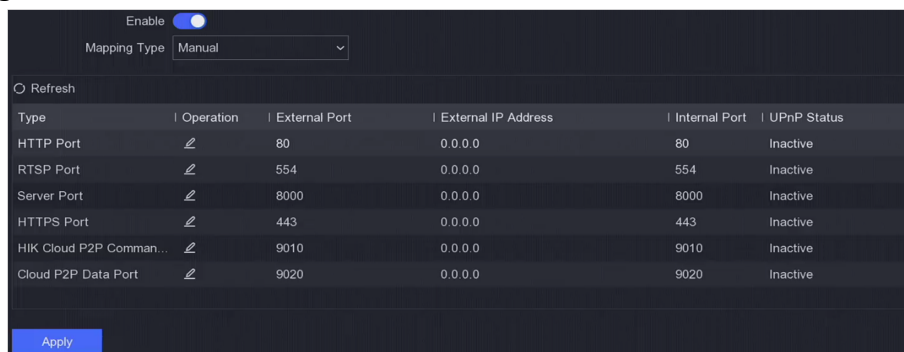 Enable
Mapping Type Manual
Refresh
Type Operation External Port External IP Address Internal Port UPnP Status
HTTP Port 80 0.0.0.0 80 Inactive
RTSP Port 554 0.0.0.0 554 Inactive
Server Port 8000 0.0.0.0 8000 Inactive
HTTPS Port 443 0.0.0.0 443 Inactive
HIK Cloud P2P Comman... 9010 0.0.0.0 9010 Inactive
Cloud P2P Data Port 9020 0.0.0.0 9020 Inactive
Apply